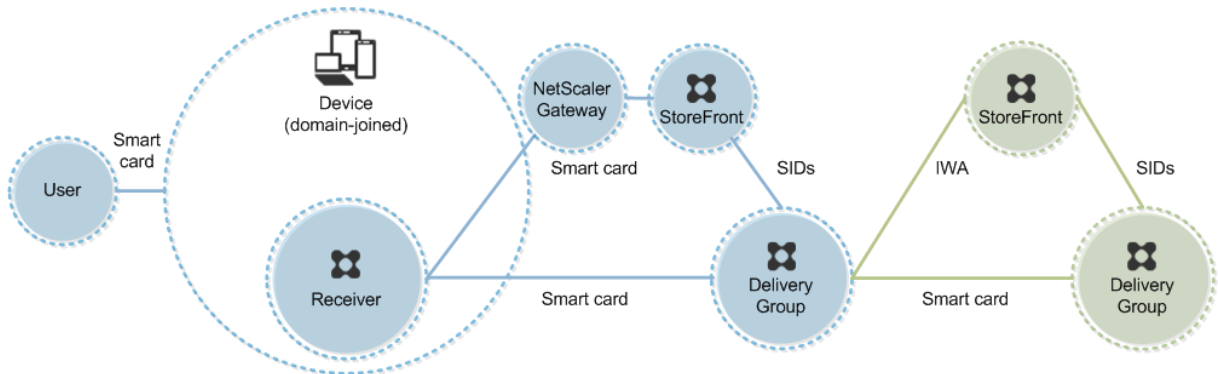 User
Smart
card
Device
(domain-joined)
Receiver
NetScaler
Gateway
StoreFront
Smart card
SIDs
Smart card
Delivery
Group
IWA
StoreFront
SIDs
Smart card
Delivery
Group